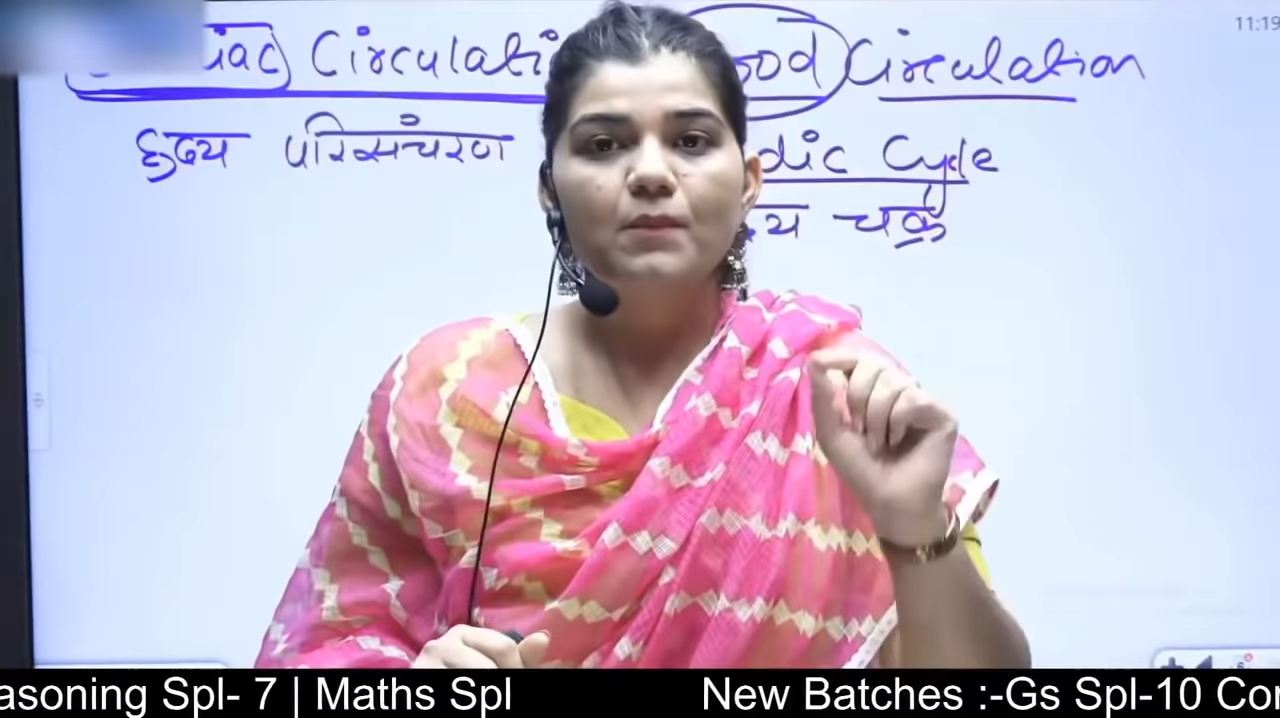 11:19
Circulati Circulation
हृदय परिसंचरण dic Cycle
चक्र
asoning Spl- 7 | Maths Spl New Batches :-Gs Spl-10 Co